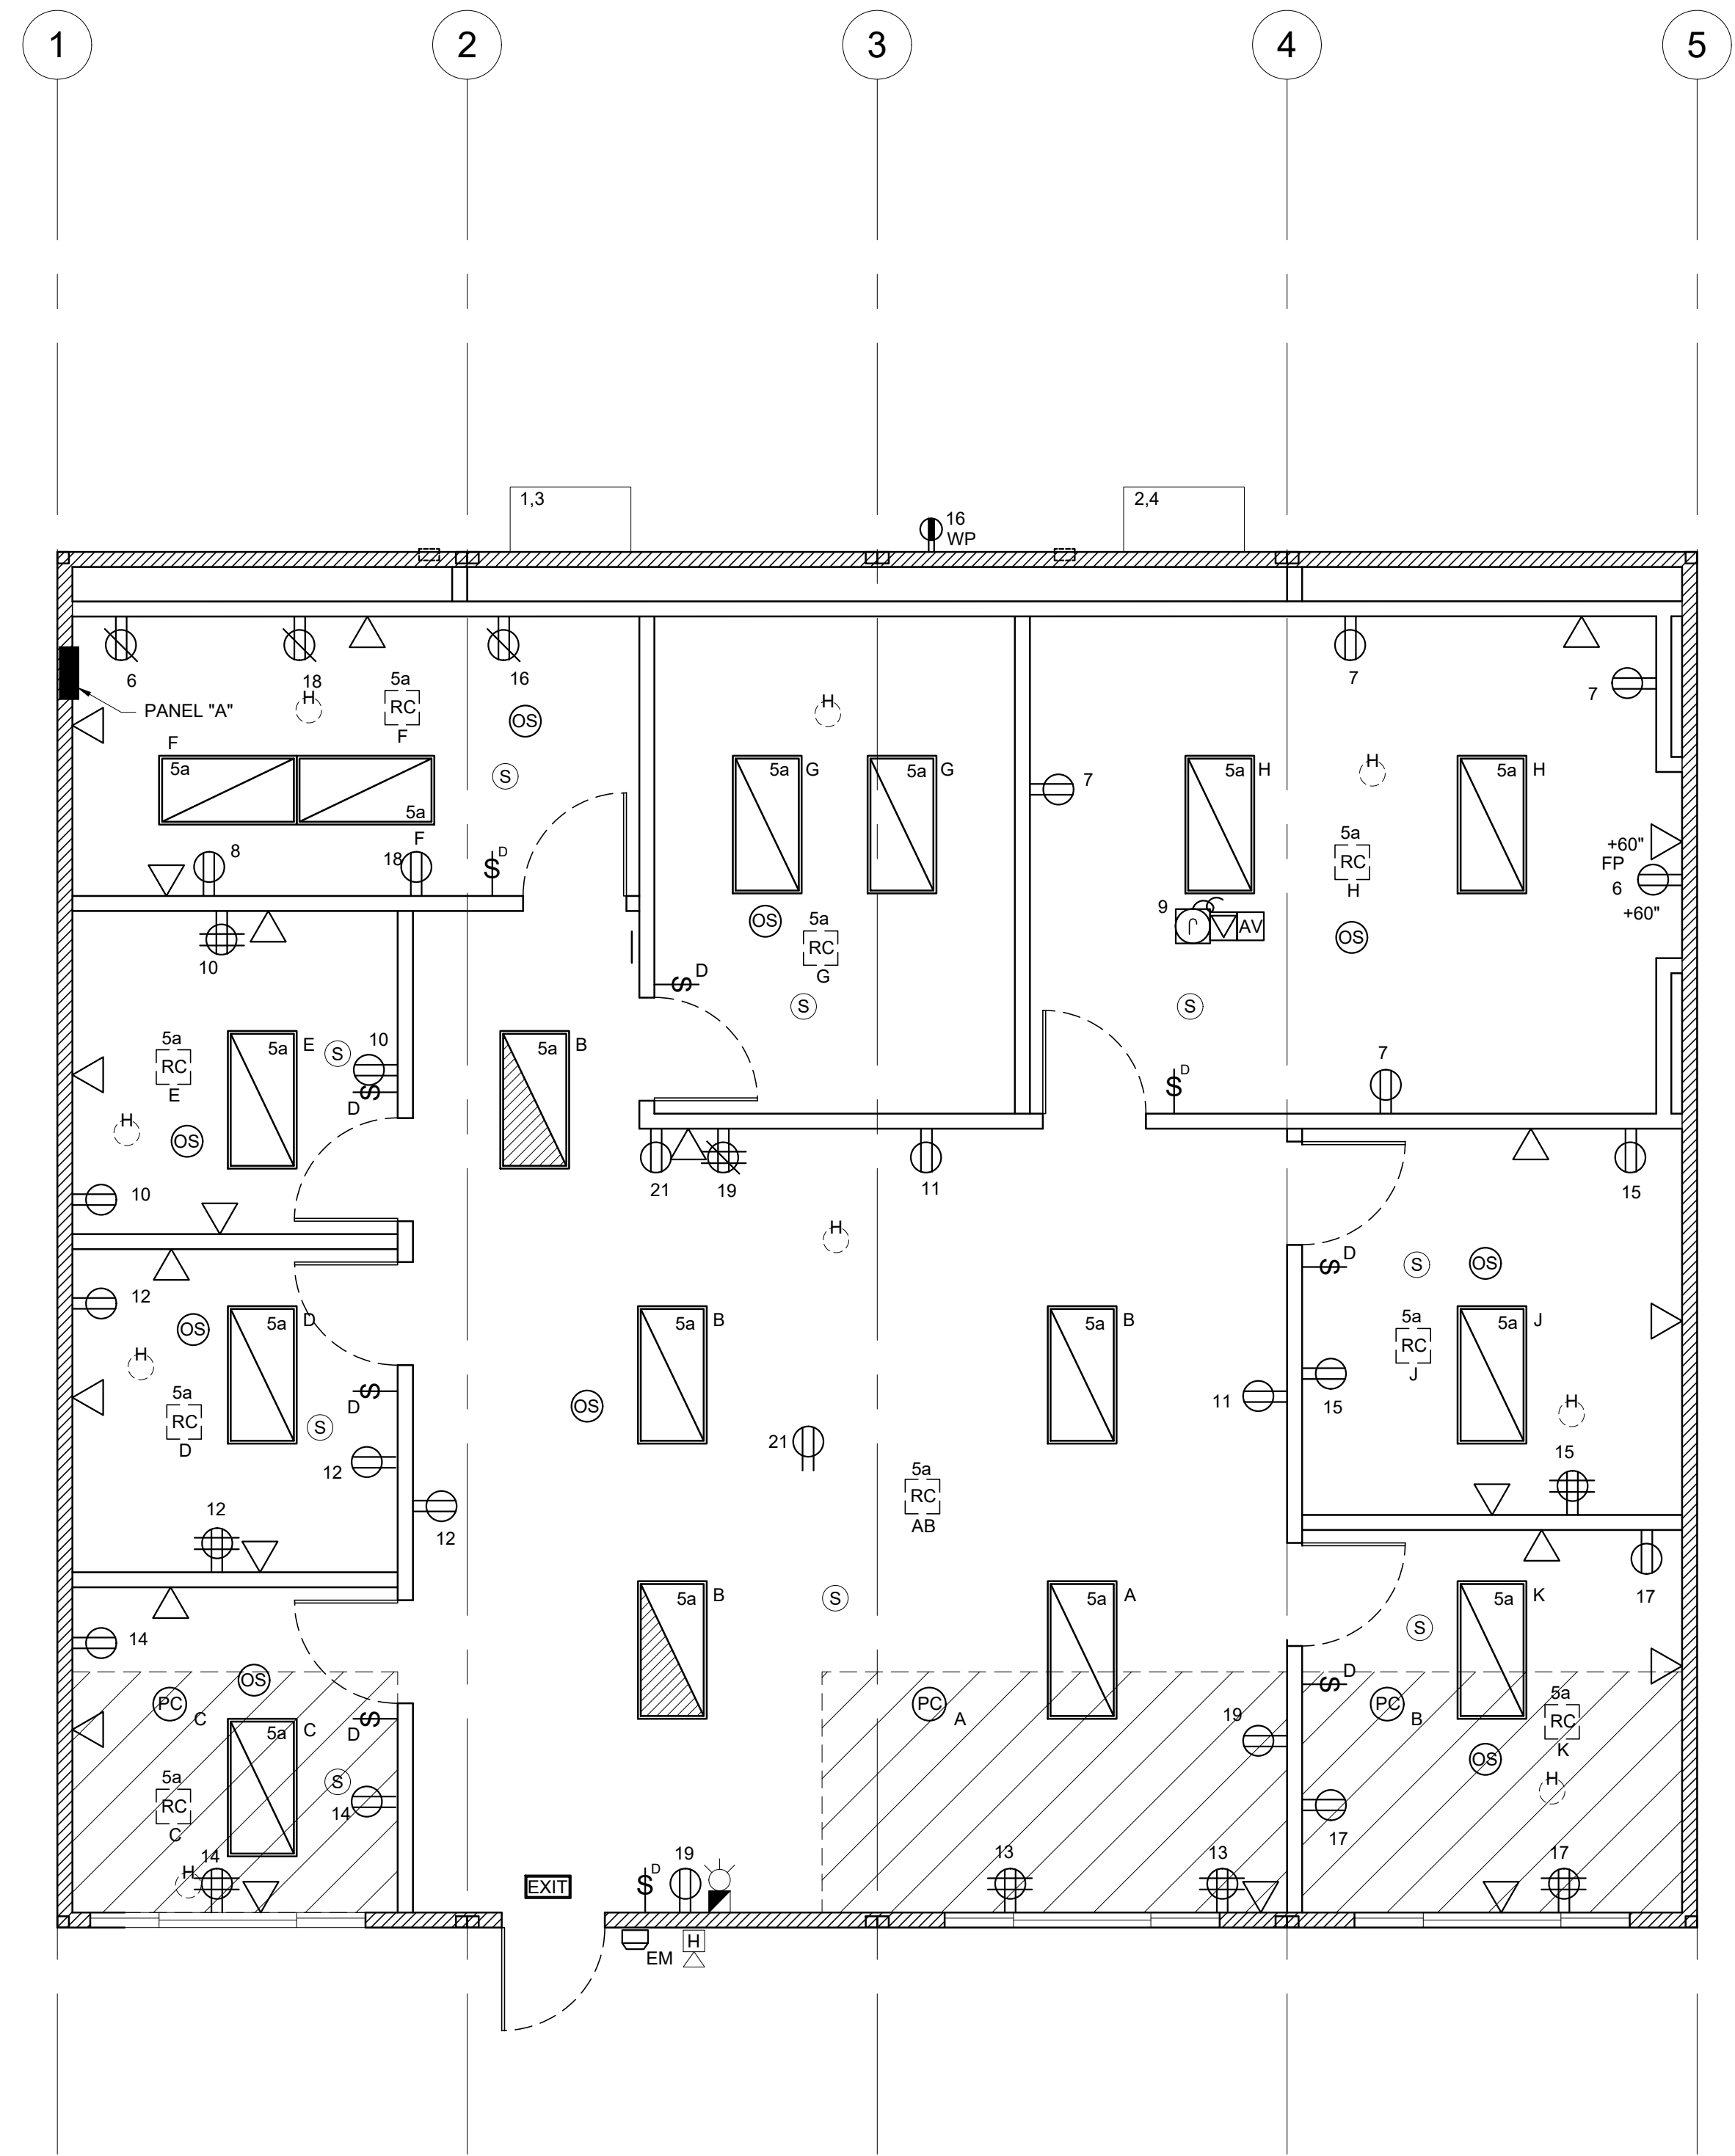 1 2 3 4 5
1,3
16
WP
2,4
6
18
16
7
7
PANEL "A"
H
5a
RC
F
OS
H
H
F
5a
5a
F
S
5a G
5a G
7
5a H
5a H
8
18
$ D
5a
RC
H
+60"
FP
6
+60"
OS
5a
RC
G
9
AV
OS
10
$ D
S
S
5a
RC
E
5a E
S
10
$
D
5a B
7
$ D
H
OS
10
21
19
11
15
H
12
OS
5a D
$ D
S
OS
5a B
5a B
5a
RC
J
5a J
H
5a
RC
D
$
D
S
OS
11
15
H
12
21
5a
RC
AB
15
12
12
14
5a B
S
5a A
5a K
17
S
OS
PC
C
5a C
$
D
PC
A
19
$ D
PC
B
5a
RC
K
OS
5a
RC
C
S
14
H
17
H
14
EXIT
$ D
19
13
13
17
EM
H